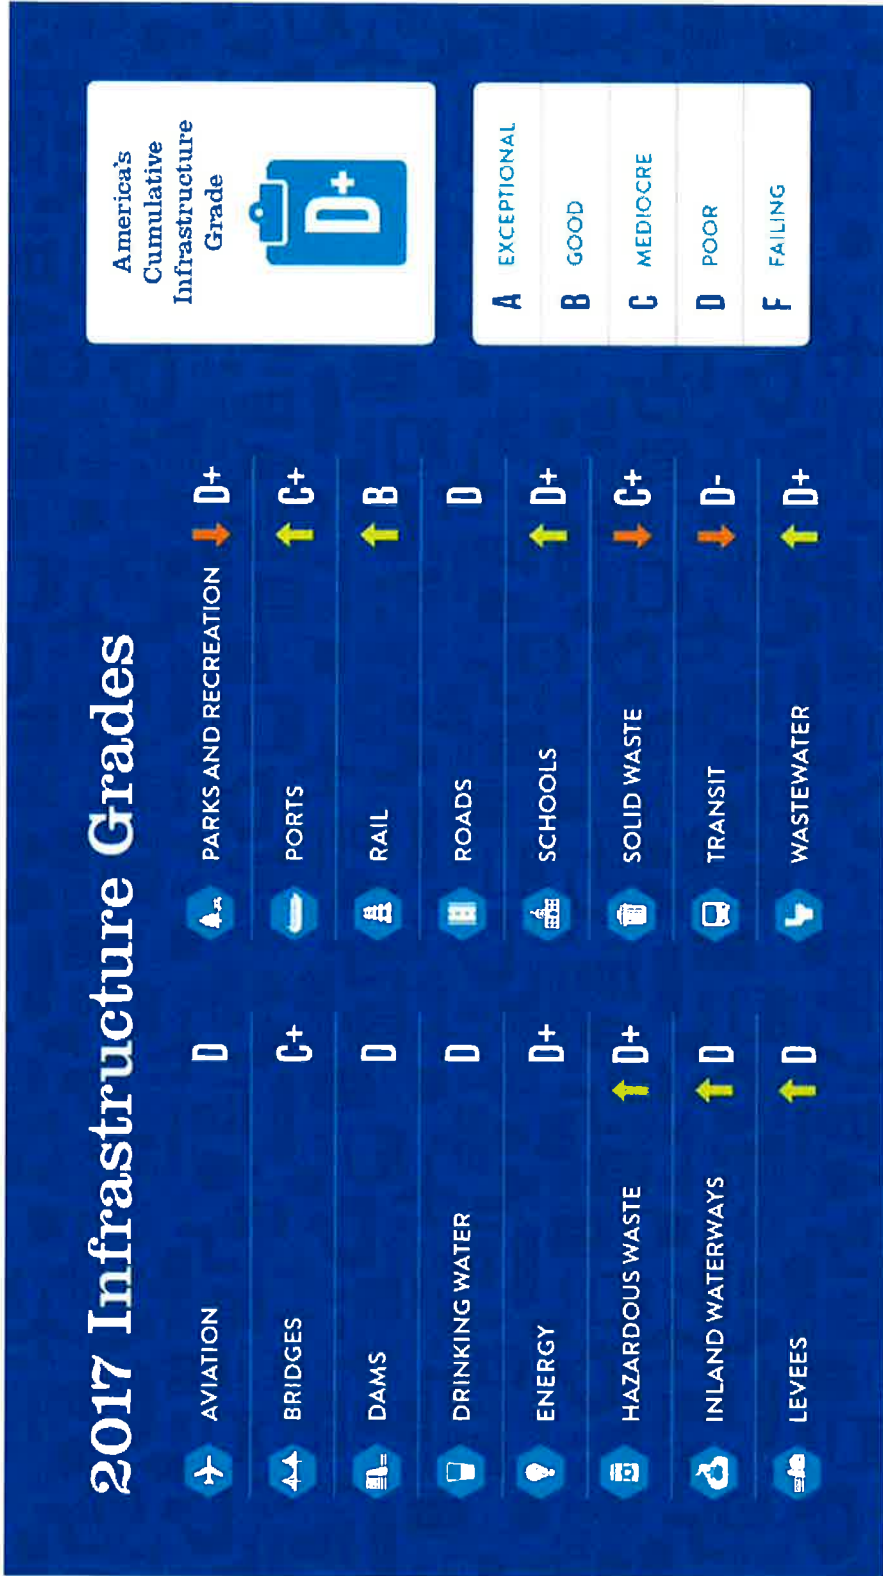 2017 Infrastructure Grades
AVIATION D
BRIDGES C+
DAMS D
DRINKING WATER D
ENERGY D+
HAZARDOUS WASTE D+
INLAND WATERWAYS D
LEVEES D
PARKS AND RECREATION D+
PORTS C+
RAIL B
ROADS D
SCHOOLS D+
SOLID WASTE C+
TRANSIT D-
WASTEWATER D+
America's
Cumulative
Infrastructure
Grade
D+
A EXCEPTIONAL
B GOOD
C MEDIOCRE
D POOR
F FAILING